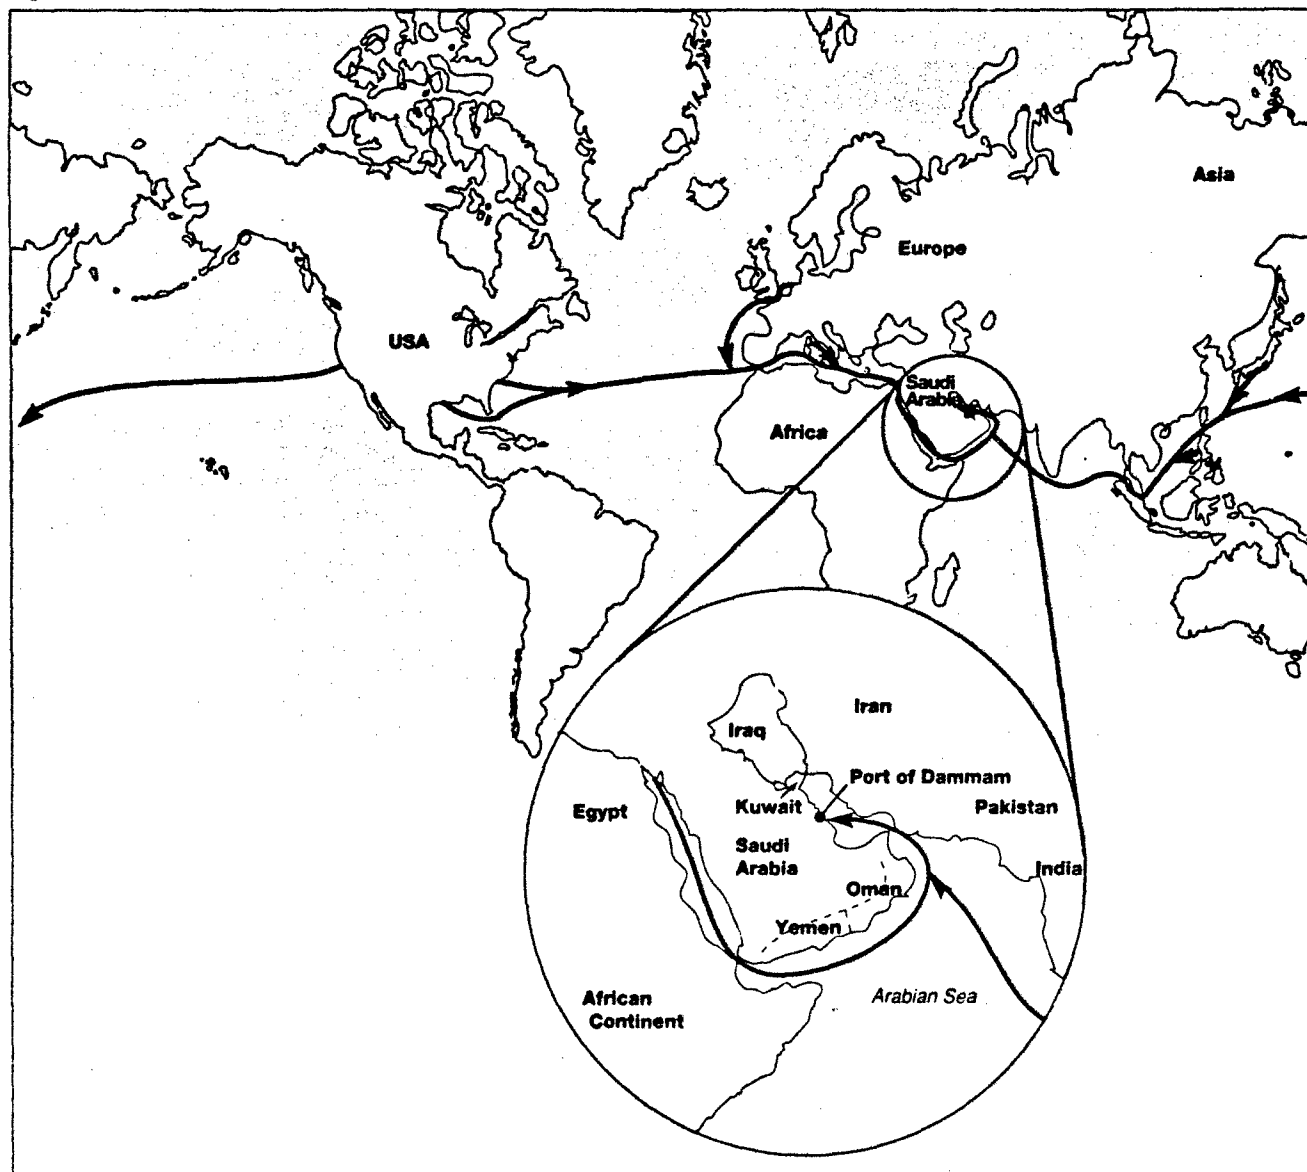 Asia
Europe
USA
Saudi
Arabia
Africa
Iran
Iraq
Port of Dammam
Kuwait
Pakistan
Egypt
Saudi
Arabia
India
Oman
Yemen
Arabian Sea
African
Continent